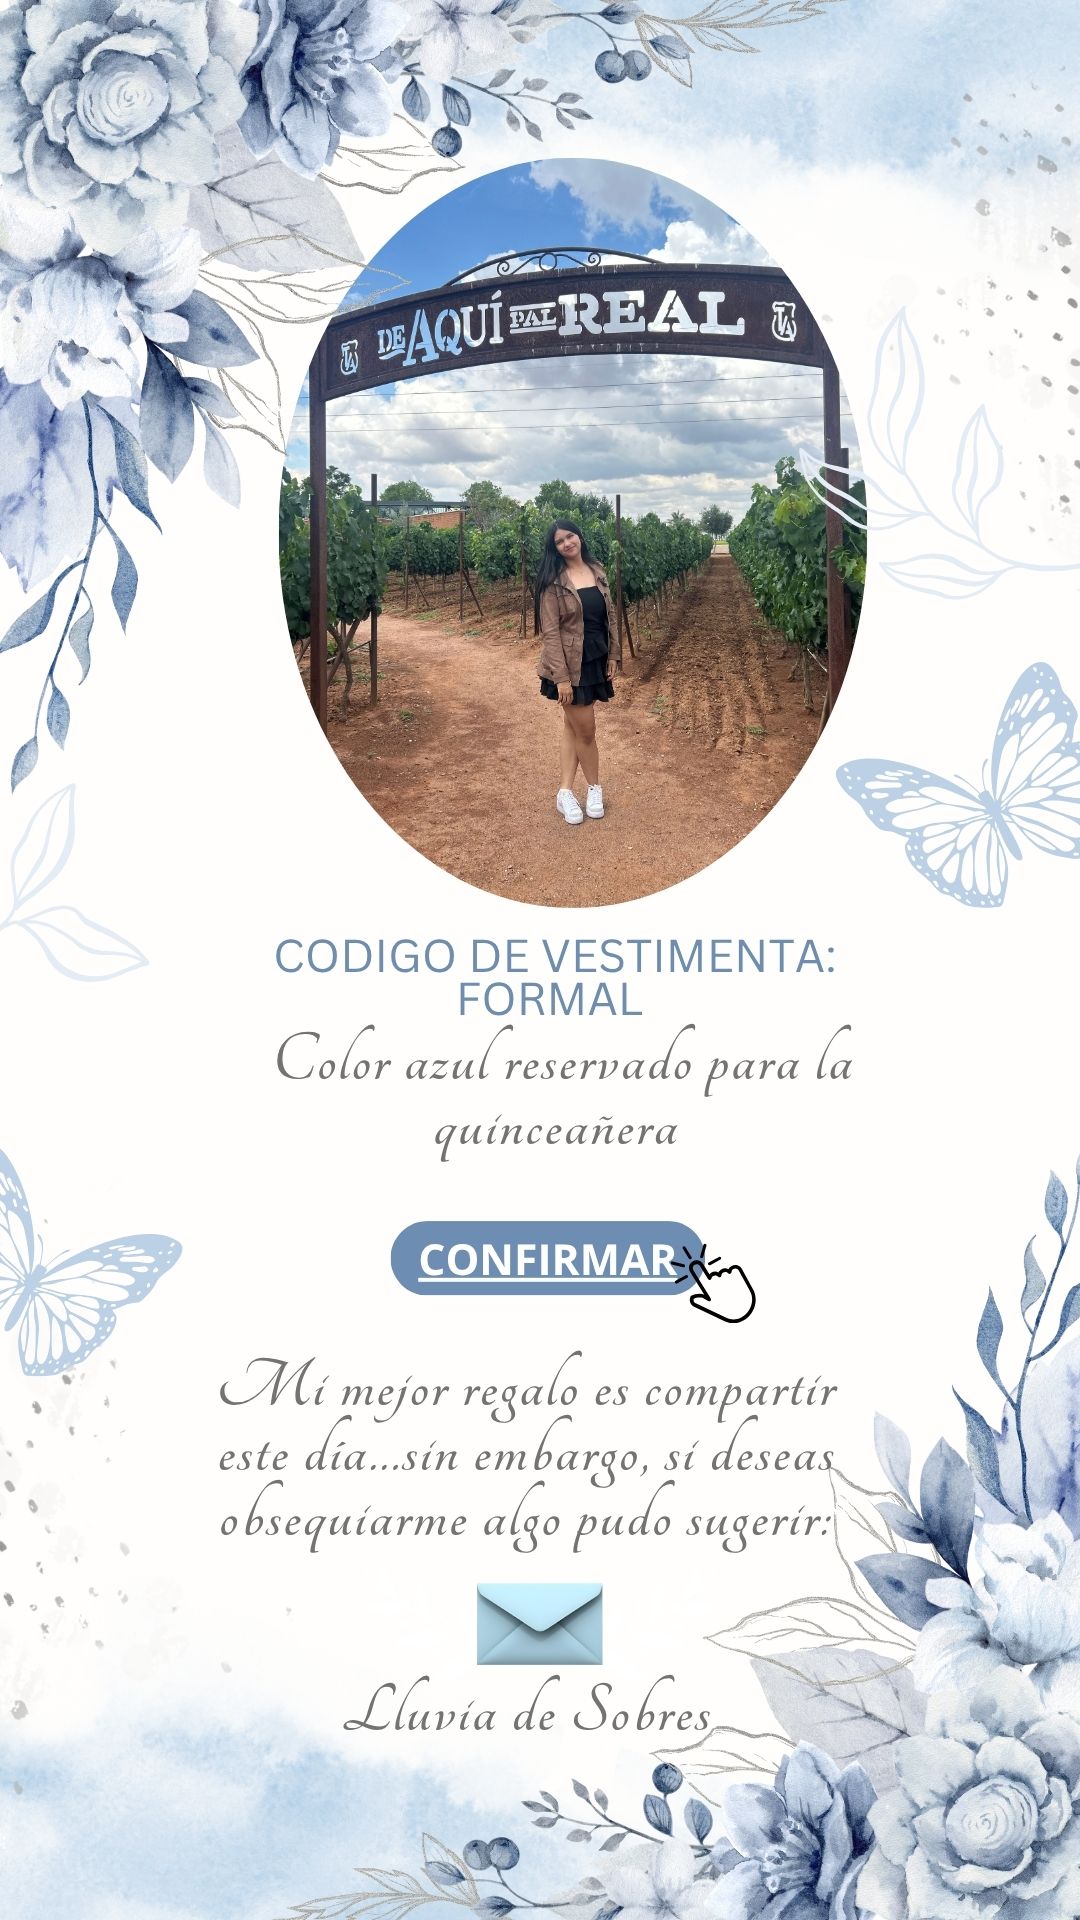 DE AQUÍ PAL REAL
CODIGO DE VESTIMENTA:
FORMAL
Color azul reservado para la
quinceañera
CONFIRMAR
Mi mejor regalo es compartir
este día...sin embargo, si deseas
obsequiarme algo pudo sugerir:
Lluvia de Sobres